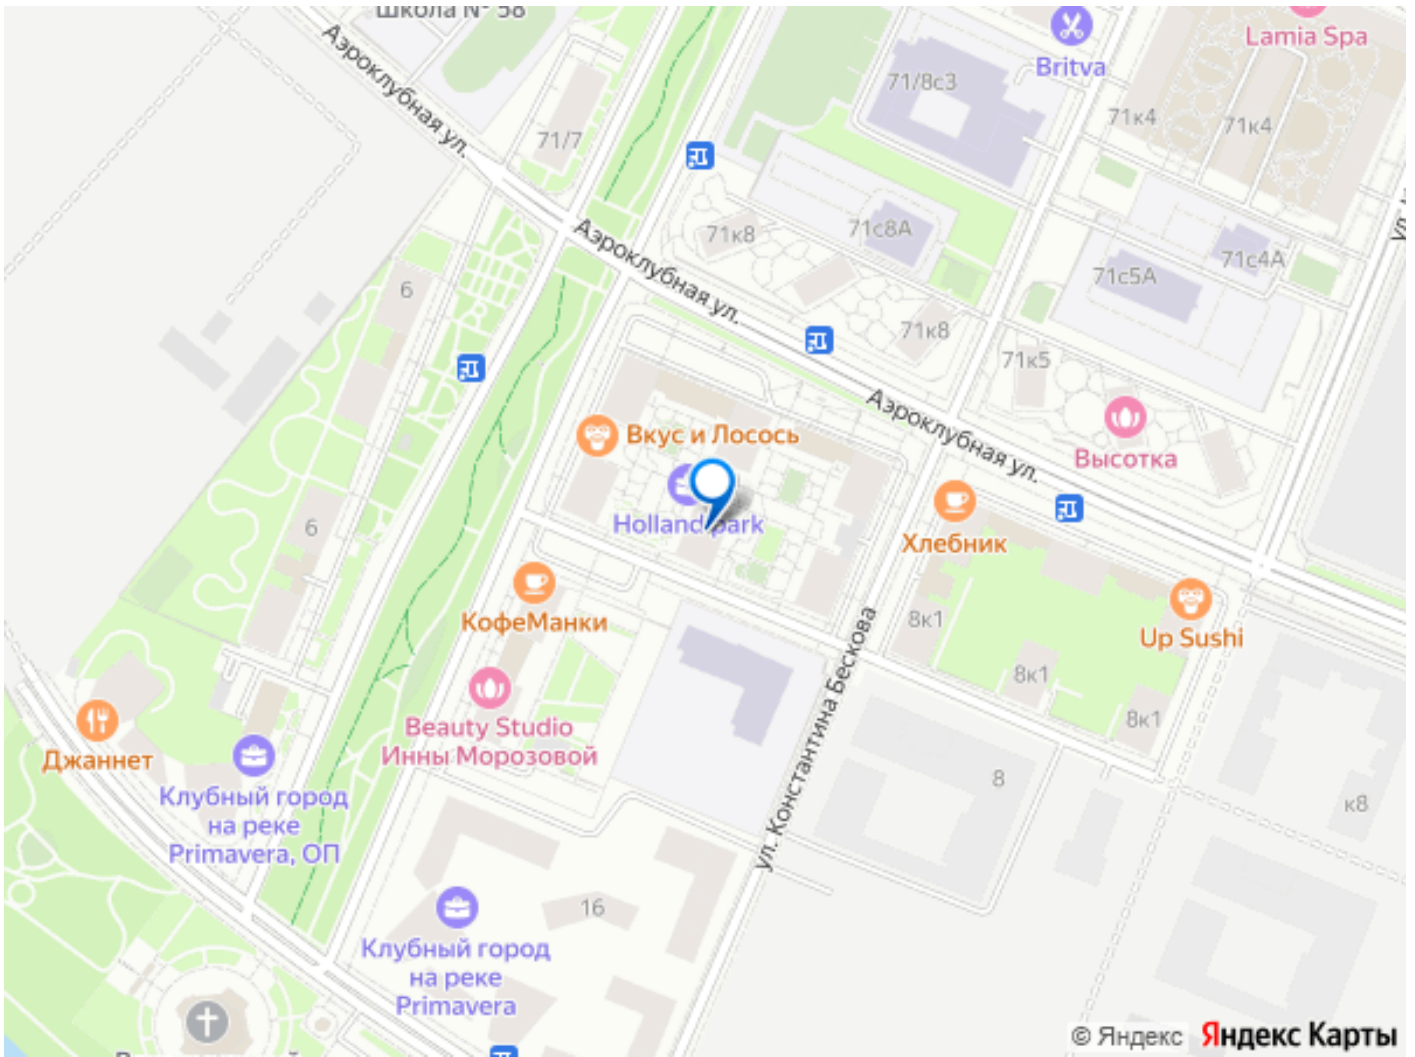 Школа № 58
Аэроклубная ул.
71/7
Britva
Lamia Spa
71/8с3
71к4
71к4
71к8
71с8А
Аэроклубная ул.
71с5А
71с4А
6
71к8
71к5
Аэроклубная ул.
Высотка
Вкус и Лосось
Holland park
Хлебник
6
КофеМанки
8к1
Up Sushi
8к1
8к1
ул. Константина Бескова
Beauty Studio
Инны Морозовой
Джаннет
Клубный город
на реке
Primavera, ОП
8
к8
16
Клубный город
на реке
Primavera
© Яндекс Яндекс Карты